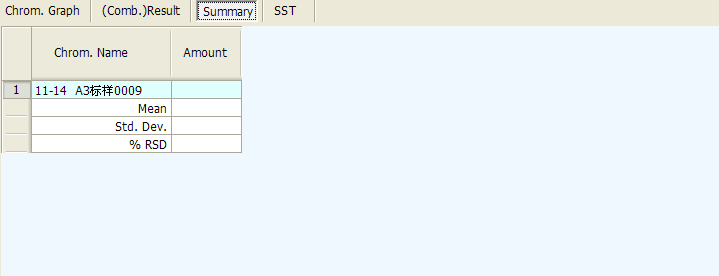 Chrom. Graph (Comb.)Result Summary SST
Chrom. Name Amount
1 11-14 A3标样0009
Mean
Std. Dev.
% RSD